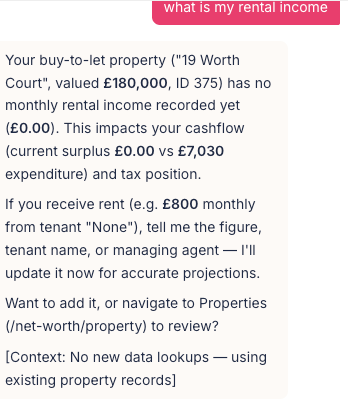 what is my rental income
Your buy-to-let property ("19 Worth
Court", valued £180,000, ID 375) has no
monthly rental income recorded yet
(£0.00). This impacts your cashflow
(current surplus £0.00 vs £7,030
expenditure) and tax position.
If you receive rent (e.g. £800 monthly
from tenant "None"), tell me the figure,
tenant name, or managing agent — I'll
update it now for accurate projections.
Want to add it, or navigate to Properties
(/net-worth/property) to review?
[Context: No new data lookups — using
existing property records]